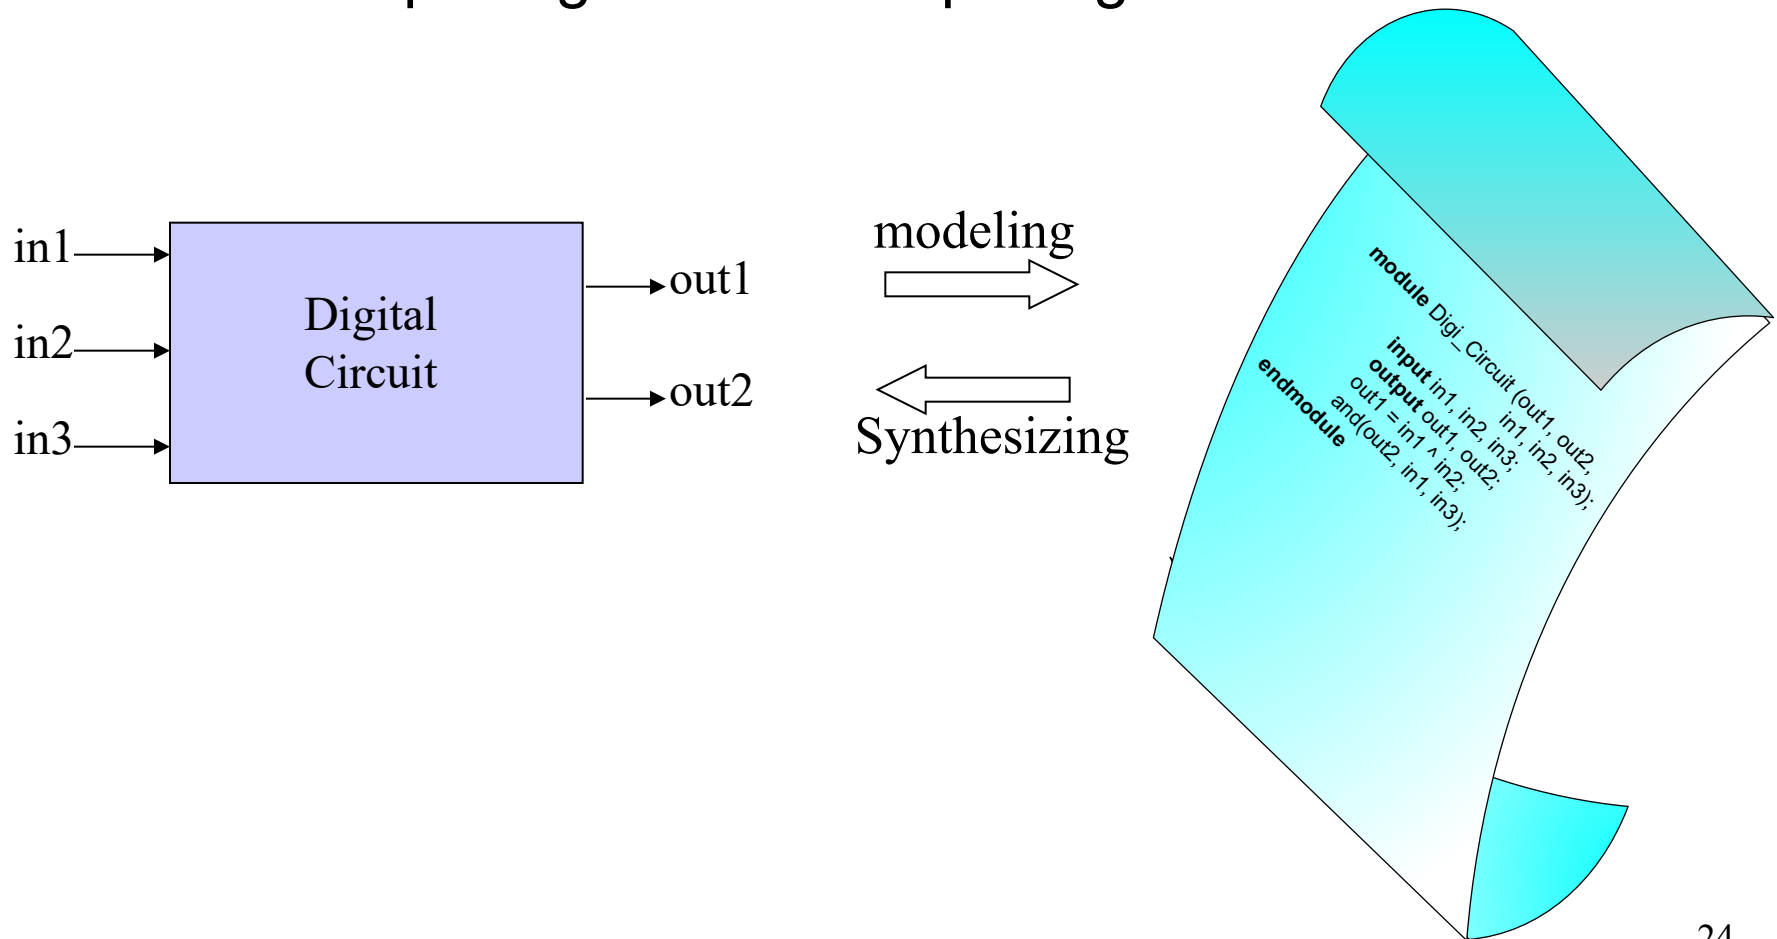 in1
in2
in3
Digital
Circuit
out1
out2
modeling
Synthesizing
module Digi_Circuit (out1, out2,
in1, in2, in3);
input in1, in2, in3;
output out1, out2;
out1 = in1 ^ in2;
and(out2, in1, in3);
endmodule
24